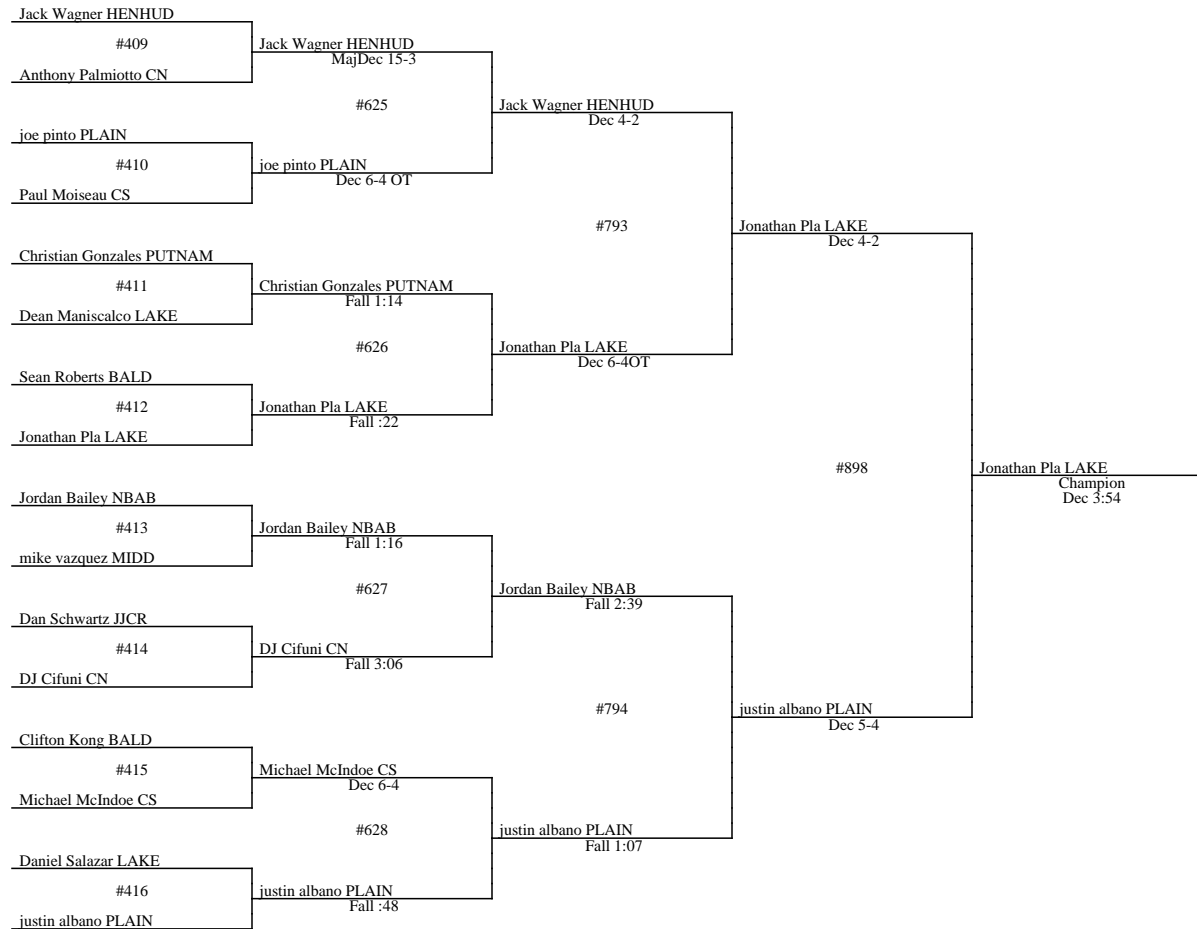 Jack Wagner HENHUD
#409
Anthony Palmiotto CN
joe pinto PLAIN
#410
Paul Moiseau CS
Christian Gonzales PUTNAM
#411
Dean Maniscalco LAKE
Sean Roberts BALD
#412
Jonathan Pla LAKE
Jordan Bailey NBAB
#413
mike vazquez MIDD
Dan Schwartz JJCR
#414
DJ Cifuni CN
Clifton Kong BALD
#415
Michael McIndoe CS
Daniel Salazar LAKE
#416
justin albano PLAIN
Jack Wagner HENHUD
MajDec 15-3
#625
joe pinto PLAIN
Dec 6-4 OT
Christian Gonzales PUTNAM
Fall 1:14
#626
Jonathan Pla LAKE
Fall :22
Jordan Bailey NBAB
Fall 1:16
#627
DJ Cifuni CN
Fall 3:06
Michael McIndoe CS
Dec 6-4
#628
justin albano PLAIN
Fall :48
Jack Wagner HENHUD
Dec 4-2
#793
Jonathan Pla LAKE
Dec 6-4OT
Jordan Bailey NBAB
Fall 2:39
#794
justin albano PLAIN
Fall 1:07
Jonathan Pla LAKE
Dec 4-2
#898
justin albano PLAIN
Dec 5-4
Jonathan Pla LAKE
Champion
Dec 3:54